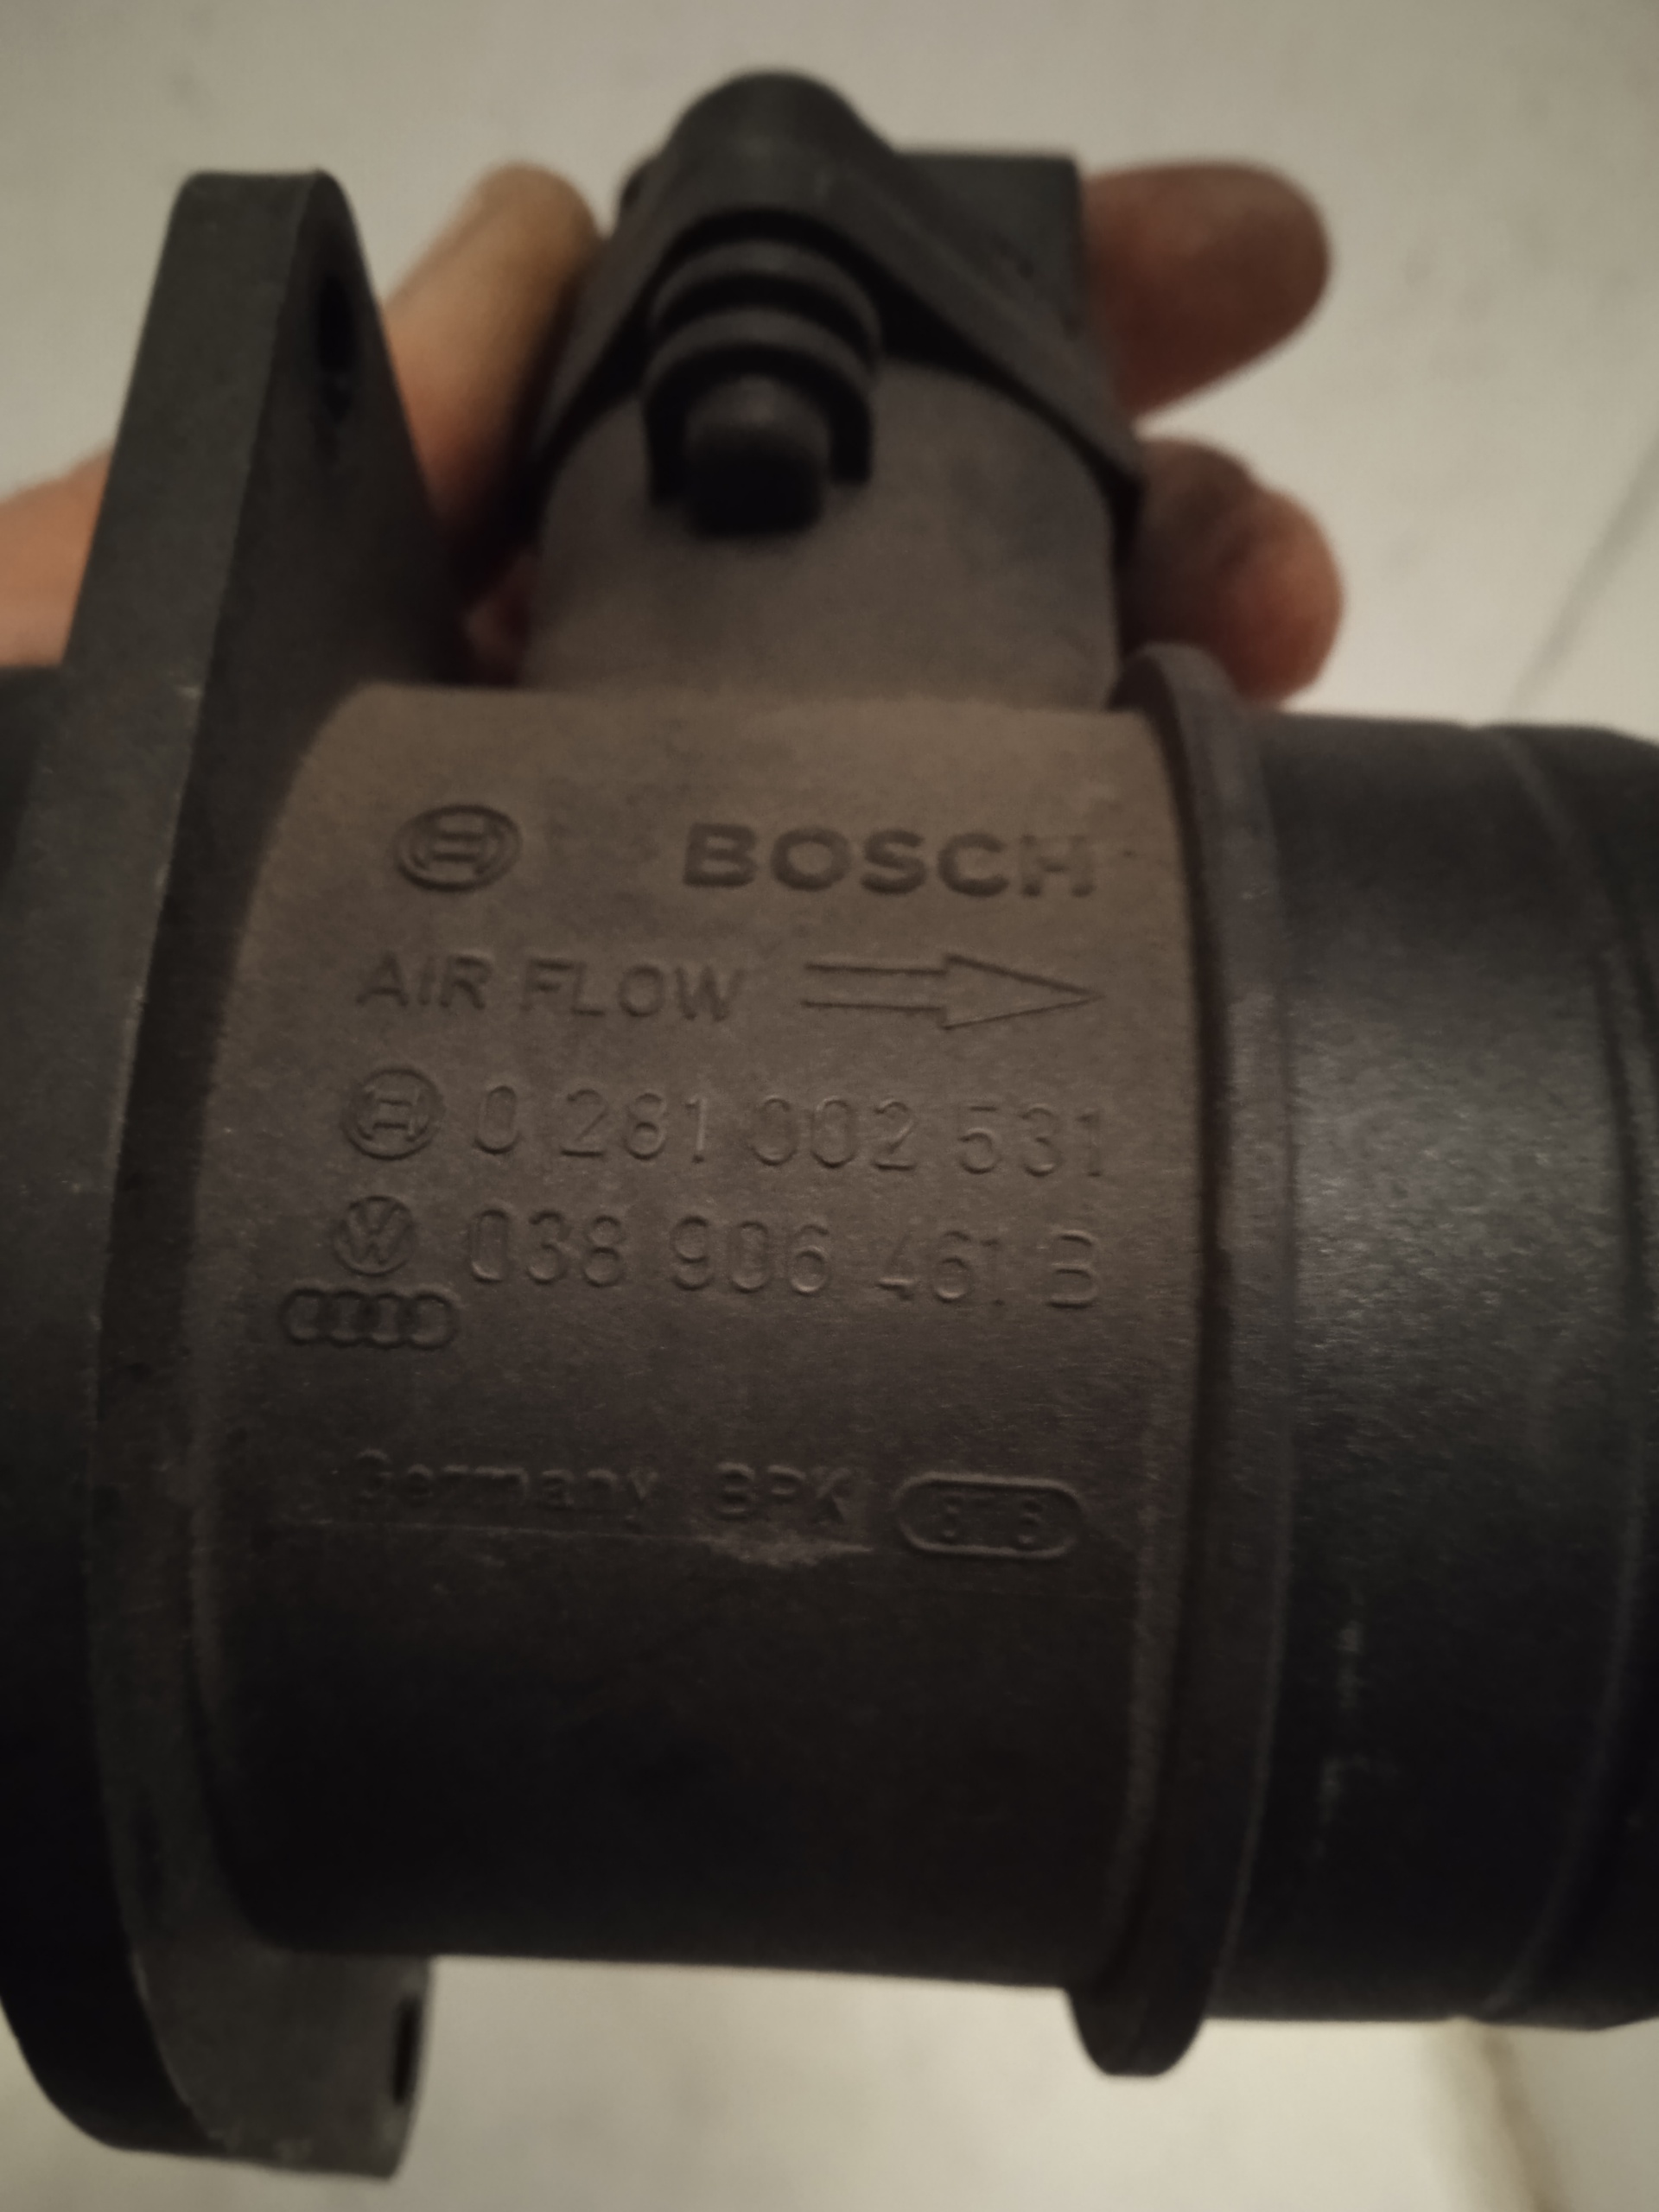 BOSCH
AIR FLOW
0 281 002 531
038 906 461 B
Germany BPK